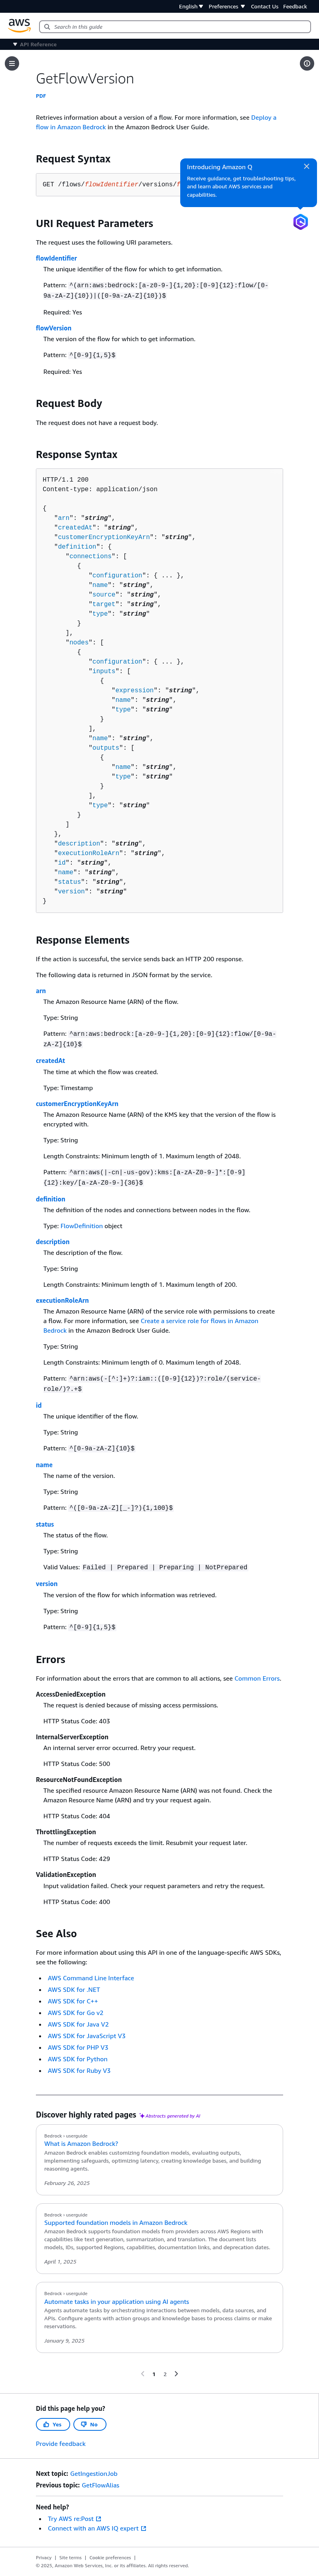 English
Preferences
Contact Us
Feedback
aws
Search in this guide
API Reference
GetFlowVersion
PDF
Retrieves information about a version of a flow. For more information, see Deploy a
flow in Amazon Bedrock in the Amazon Bedrock User Guide.
Request Syntax
Introducing Amazon Q
Receive guidance, get troubleshooting tips,
and learn about AWS services and
capabilities.
GET /flows/flowIdentifier/versions/
URI Request Parameters
The request uses the following URI parameters.
flowIdentifier
The unique identifier of the flow for which to get information.
Pattern: ^(arn:aws:bedrock:[a-z0-9-]{1,20}:[0-9]{12}:flow/[0-
9a-zA-Z]{10})|([0-9a-zA-Z]{10})$
Required: Yes
flowVersion
The version of the flow for which to get information.
Pattern: ^[0-9]{1,5}$
Required: Yes
Request Body
The request does not have a request body.
Response Syntax
HTTP/1.1 200
Content-type: application/json
{
"arn": "string",
"createdAt": "string",
"customerEncryptionKeyArn": "string",
"definition": {
"connections": [
{
"configuration": { ... },
"name": "string",
"source": "string",
"target": "string",
"type": "string"
}
],
"nodes": [
{
"configuration": { ... },
"inputs": [
{
"expression": "string",
"name": "string",
"type": "string"
}
],
"name": "string",
"outputs": [
{
"name": "string",
"type": "string"
}
],
"type": "string"
}
]
},
"description": "string",
"executionRoleArn": "string",
"id": "string",
"name": "string",
"status": "string",
"version": "string"
}
Response Elements
If the action is successful, the service sends back an HTTP 200 response.
The following data is returned in JSON format by the service.
arn
The Amazon Resource Name (ARN) of the flow.
Type: String
Pattern: ^arn:aws:bedrock:[a-z0-9-]{1,20}:[0-9]{12}:flow/[0-9a-
zA-Z]{10}$
createdAt
The time at which the flow was created.
Type: Timestamp
customerEncryptionKeyArn
The Amazon Resource Name (ARN) of the KMS key that the version of the flow is
encrypted with.
Type: String
Length Constraints: Minimum length of 1. Maximum length of 2048.
Pattern: ^arn:aws(|-cn|-us-gov):kms:[a-zA-Z0-9-]*:[0-9]
{12}:key/[a-zA-Z0-9-]{36}$
definition
The definition of the nodes and connections between nodes in the flow.
Type: FlowDefinition object
description
The description of the flow.
Type: String
Length Constraints: Minimum length of 1. Maximum length of 200.
executionRoleArn
The Amazon Resource Name (ARN) of the service role with permissions to create
a flow. For more information, see Create a service role for flows in Amazon
Bedrock in the Amazon Bedrock User Guide.
Type: String
Length Constraints: Minimum length of 0. Maximum length of 2048.
Pattern: ^arn:aws(-[^:]+)?:iam::([0-9]{12})?:role/(service-
role/)?.+$
id
The unique identifier of the flow.
Type: String
Pattern: ^[0-9a-zA-Z]{10}$
name
The name of the version.
Type: String
Pattern: ^([0-9a-zA-Z][_-]?){1,100}$
status
The status of the flow.
Type: String
Valid Values: Failed | Prepared | Preparing | NotPrepared
version
The version of the flow for which information was retrieved.
Type: String
Pattern: ^[0-9]{1,5}$
Errors
For information about the errors that are common to all actions, see Common Errors.
AccessDeniedException
The request is denied because of missing access permissions.
HTTP Status Code: 403
InternalServerException
An internal server error occurred. Retry your request.
HTTP Status Code: 500
ResourceNotFoundException
The specified resource Amazon Resource Name (ARN) was not found. Check the
Amazon Resource Name (ARN) and try your request again.
HTTP Status Code: 404
ThrottlingException
The number of requests exceeds the limit. Resubmit your request later.
HTTP Status Code: 429
ValidationException
Input validation failed. Check your request parameters and retry the request.
HTTP Status Code: 400
See Also
For more information about using this API in one of the language-specific AWS SDKs,
see the following:
• AWS Command Line Interface
• AWS SDK for .NET
• AWS SDK for C++
• AWS SDK for Go v2
• AWS SDK for Java V2
• AWS SDK for JavaScript V3
• AWS SDK for PHP V3
• AWS SDK for Python
• AWS SDK for Ruby V3
Discover highly rated pages Abstracts generated by AI
Bedrock › userguide
What is Amazon Bedrock?
Amazon Bedrock enables customizing foundation models, evaluating outputs,
implementing safeguards, optimizing latency, creating knowledge bases, and building
reasoning agents.
February 26, 2025
Bedrock › userguide
Supported foundation models in Amazon Bedrock
Amazon Bedrock supports foundation models from providers across AWS Regions with
capabilities like text generation, summarization, and translation. The document lists
models, IDs, supported Regions, capabilities, documentation links, and deprecation dates.
April 1, 2025
Bedrock › userguide
Automate tasks in your application using AI agents
Agents automate tasks by orchestrating interactions between models, data sources, and
APIs. Configure agents with action groups and knowledge bases to process claims or make
reservations.
January 9, 2025
1 2
Did this page help you?
Yes
No
Provide feedback
Next topic: GetIngestionJob
Previous topic: GetFlowAlias
Need help?
• Try AWS re:Post
• Connect with an AWS IQ expert
Privacy | Site terms | Cookie preferences |
© 2025, Amazon Web Services, Inc. or its affiliates. All rights reserved.